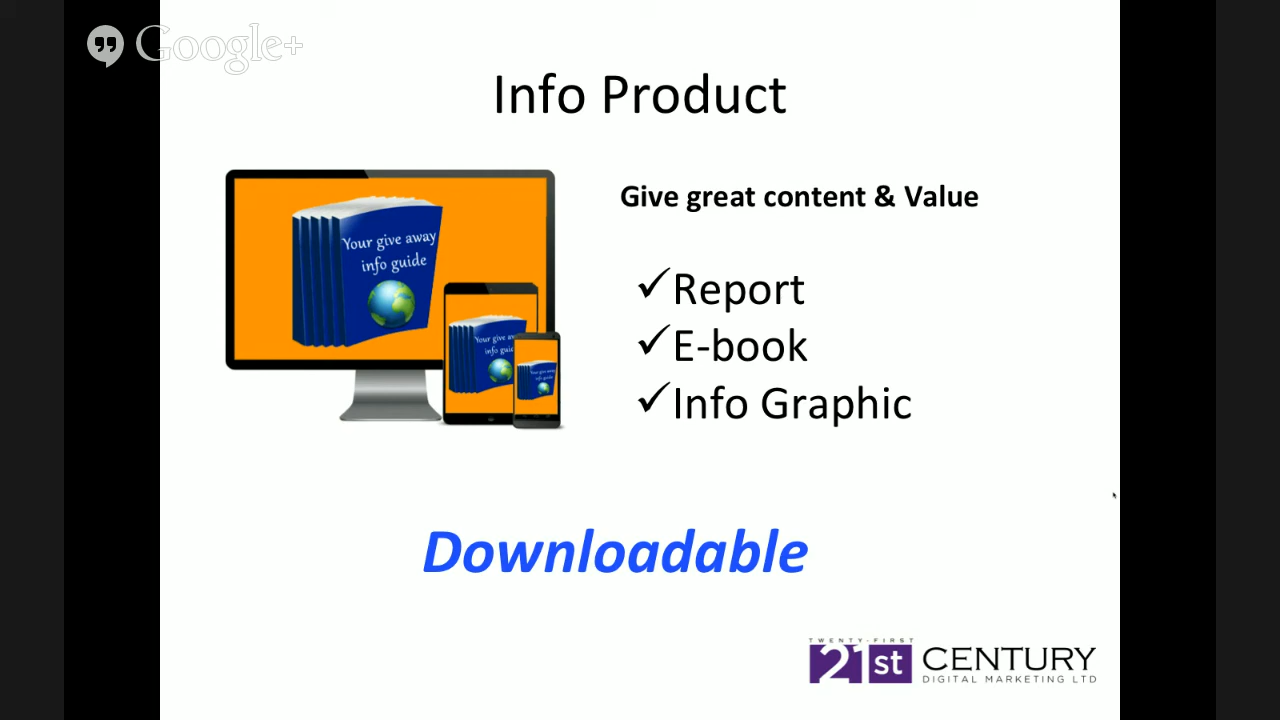 Google+
Info Product
Give great content & Value
Your give away
info guide
✓Report
✓E-book
✓Info Graphic
Your give away
info guide
Downloadable
TWENTY-FIRST
21st CENTURY
DIGITAL MARKETING LTD